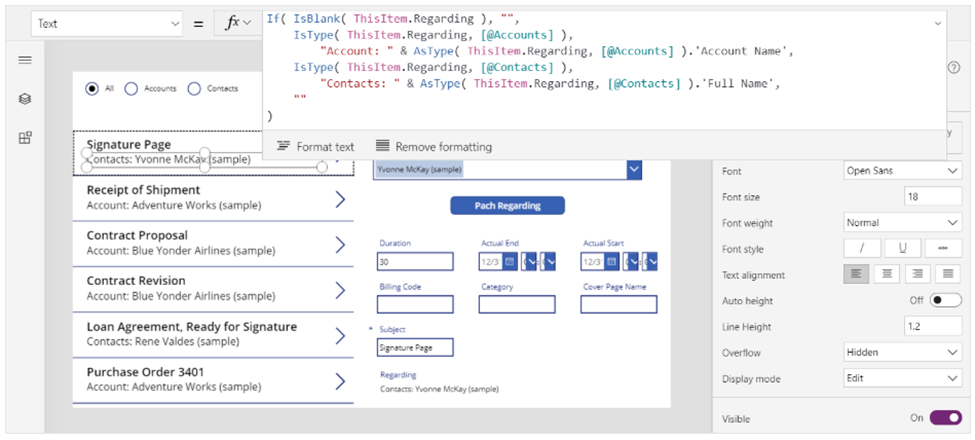 Text
=
fx
If( IsBlank( ThisItem.Regarding ), "",
IsType( ThisItem.Regarding, [@Accounts] ),
"Account: " & AsType( ThisItem.Regarding, [@Accounts] ).'Account Name',
IsType( ThisItem.Regarding, [@Contacts] ),
"Contacts: " & AsType( ThisItem.Regarding, [@Contacts] ).'Full Name',
""
)
Format text
Remove formatting
All
Accounts
Contacts
Signature Page
Contacts: Yvonne McKay (sample)
Receipt of Shipment
Account: Adventure Works (sample)
Contract Proposal
Account: Blue Yonder Airlines (sample)
Contract Revision
Account: Blue Yonder Airlines (sample)
Loan Agreement, Ready for Signature
Contacts: Rene Valdes (sample)
Purchase Order 3401
Account: Adventure Works (sample)
Yvonne McKay (sample)
Pach Regarding
Duration
Actual End
Actual Start
30
12/3
12/3
Billing Code
Category
Cover Page Name
* Subject
Signature Page
Regarding
Contacts: Yvonne McKay (sample)
y
Font
Open Sans
Font size
18
Font weight
Normal
Font style
/
U
abc
Text alignment
Auto height
Off
Line Height
1.2
Overflow
Hidden
Display mode
Edit
Visible
On